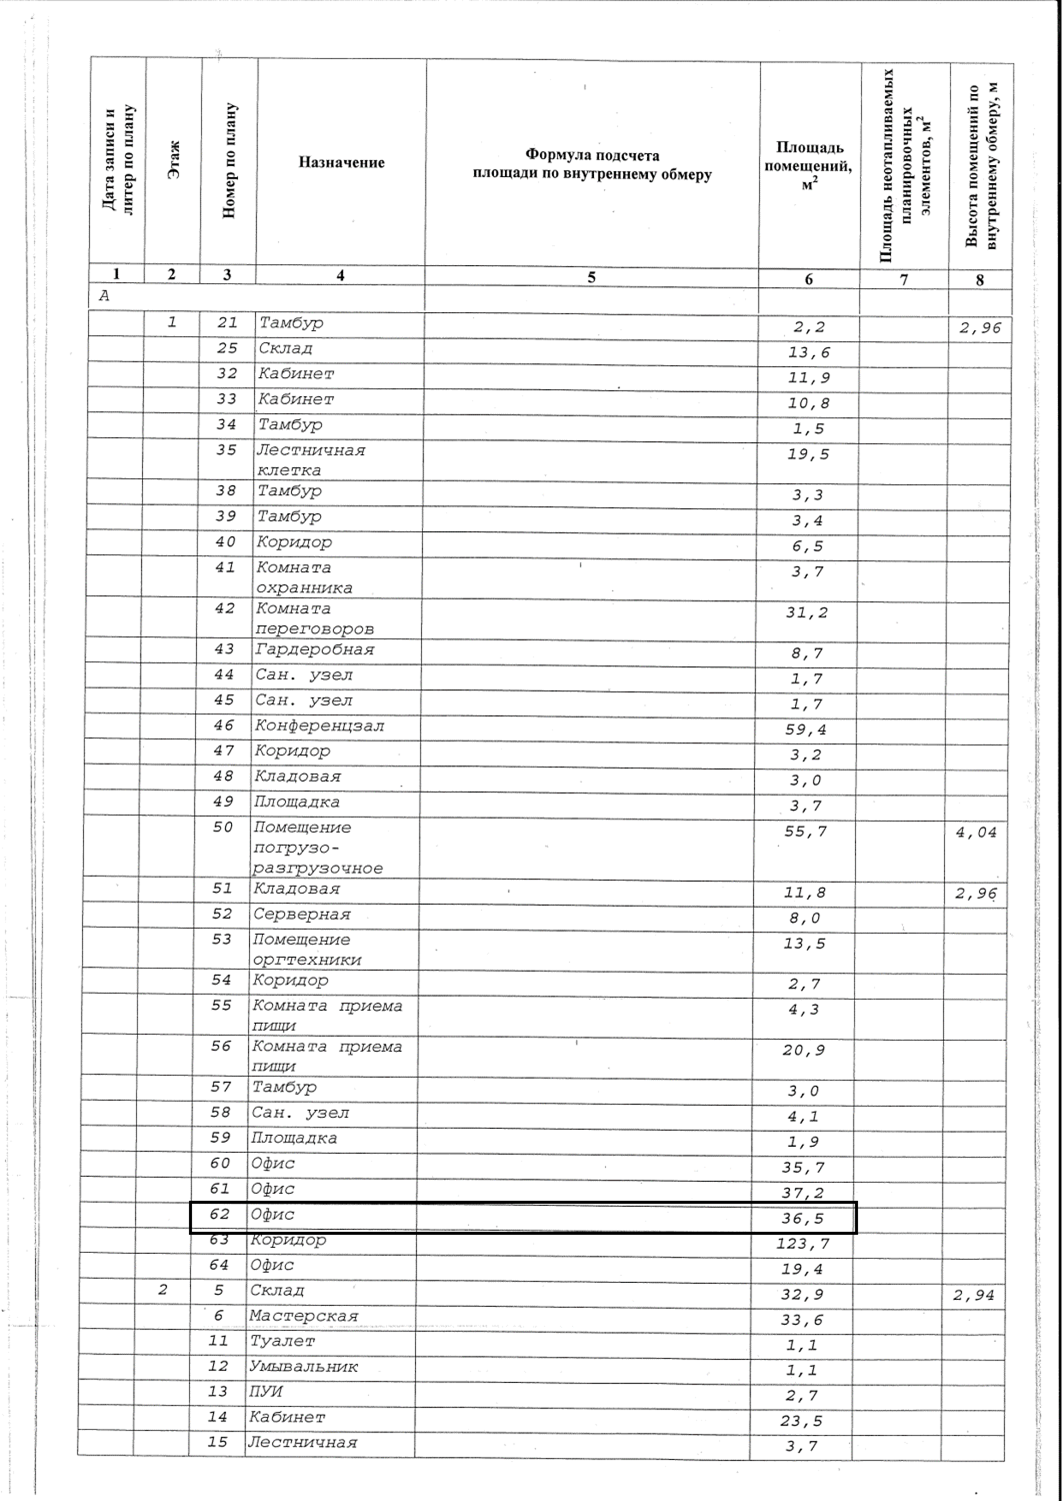 Дата записи и
литер по плану
Этаж
Номер по плану
Назначение
Формула подсчета
площади по внутреннему обмеру
Площадь
помещений,
м²
Площадь неотапливаемых
планировочных
элементов, м²
Высота помещений по
внутреннему обмеру, м
1 2 3 4 5 6 7 8
А
1 21 Тамбур 2,2 2,96
25 Склад 13,6
32 Кабинет 11,9
33 Кабинет 10,8
34 Тамбур 1,5
35 Лестничная 19,5
клетка
38 Тамбур 3,3
39 Тамбур 3,4
40 Коридор 6,5
41 Комната 3,7
охранника
42 Комната 31,2
переговоров
43 Гардеробная 8,7
44 Сан. узел 1,7
45 Сан. узел 1,7
46 Конференцзал 59,4
47 Коридор 3,2
48 Кладовая 3,0
49 Площадка 3,7
50 Помещение 55,7 4,04
погрузо-
разгрузочное
51 Кладовая 11,8 2,96
52 Серверная 8,0
53 Помещение 13,5
оргтехники
54 Коридор 2,7
55 Комната приема 4,3
пищи
56 Комната приема 20,9
пищи
57 Тамбур 3,0
58 Сан. узел 4,1
59 Площадка 1,9
60 Офис 35,7
61 Офис 37,2
62 Офис 36,5
63 Коридор 123,7
64 Офис 19,4
2 5 Склад 32,9 2,94
6 Мастерская 33,6
11 Туалет 1,1
12 Умывальник 1,1
13 ПУИ 2,7
14 Кабинет 23,5
15 Лестничная 3,7